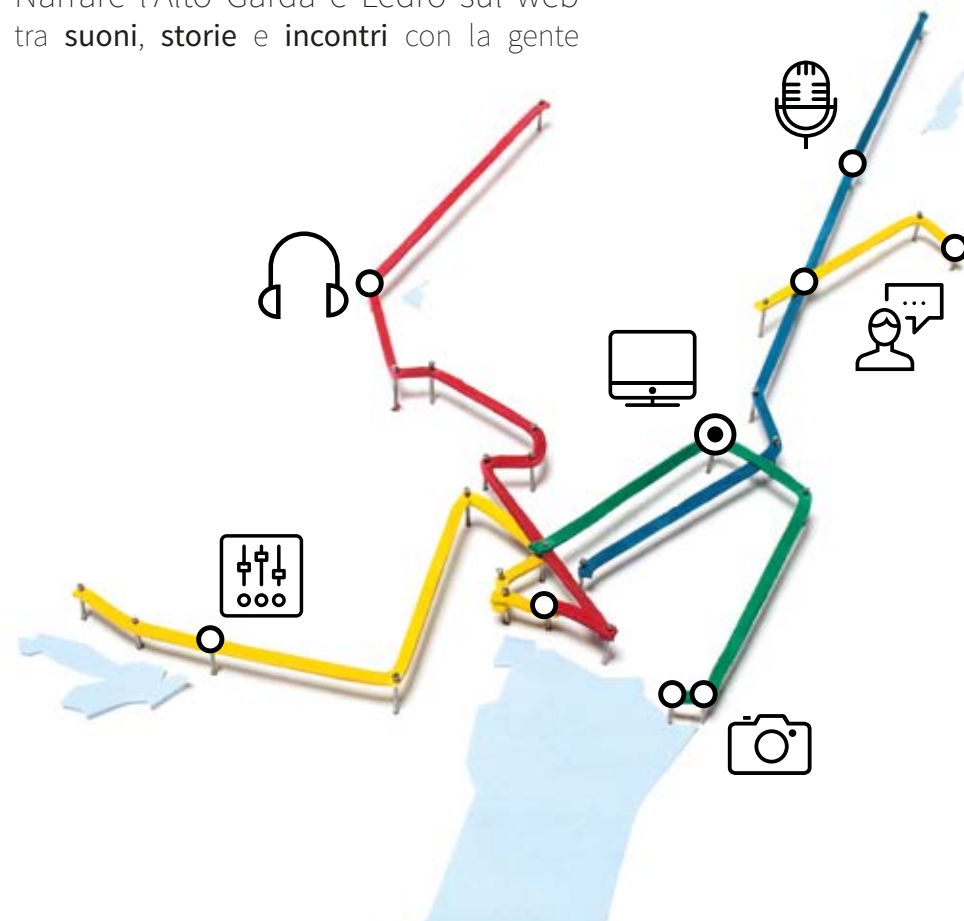 Narrare l'Alto Garda e Ledro sul web
tra suoni, storie e incontri con la gente